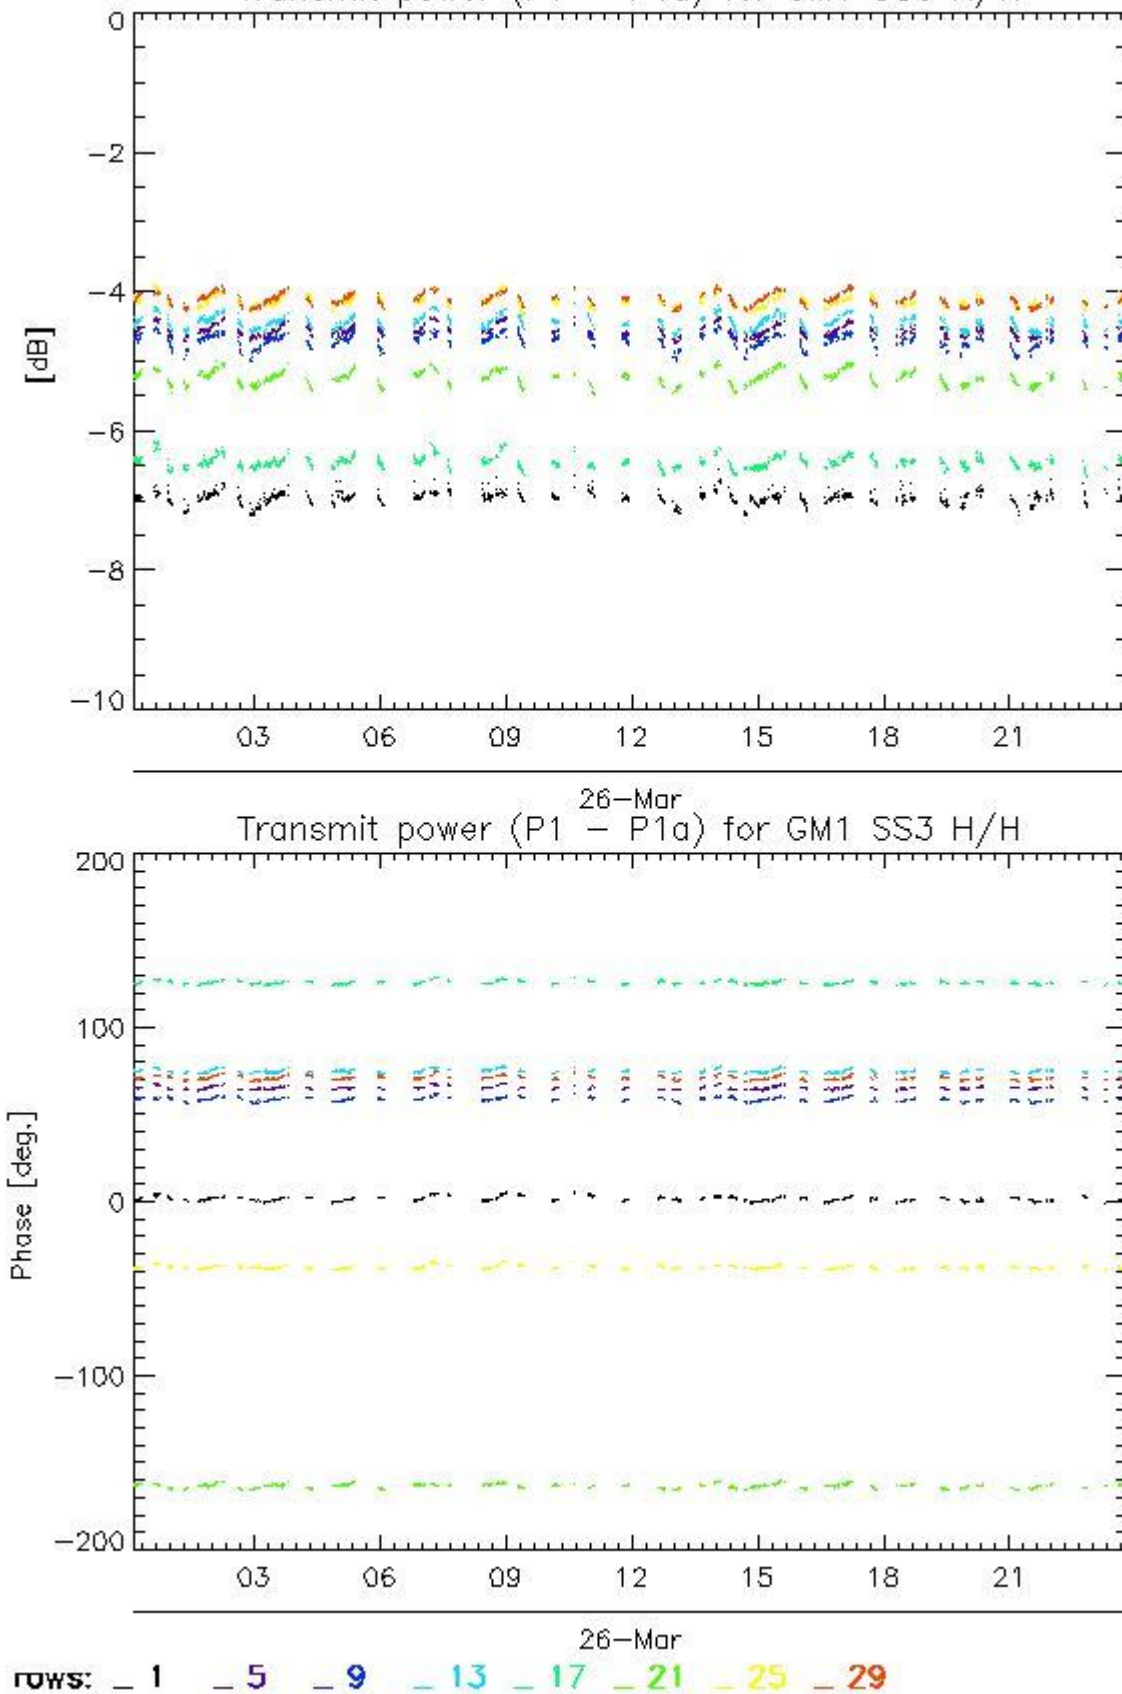 0
−2
−4
[dB]
−6
−8
−10
03 06 09 12 15 18 21
26−Mar
Transmit power (P1 − P1a) for GM1 SS3 H/H
200
100
Phase [deg.]
0
−100
−200
03 06 09 12 15 18 21
26−Mar
rows: _ 1 _ 5 _ 9 _ 13 _ 17 _ 21 _ 25 _ 29